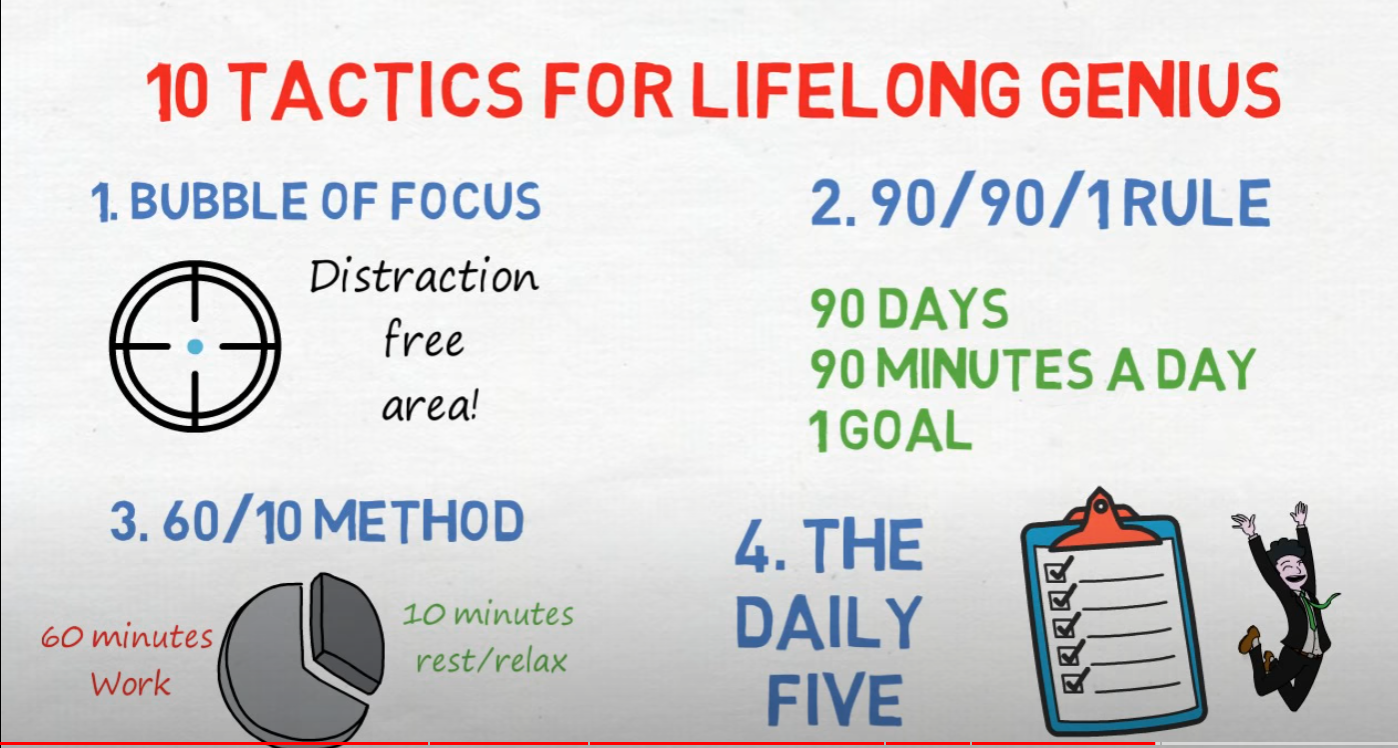 10 TACTICS FOR LIFELONG GENIUS
1. BUBBLE OF FOCUS
Distraction
free
area!
2. 90/90/1 RULE
90 DAYS
90 MINUTES A DAY
1 GOAL
3. 60/10 METHOD
60 minutes
Work
10 minutes
rest/relax
4. THE
DAILY
FIVE